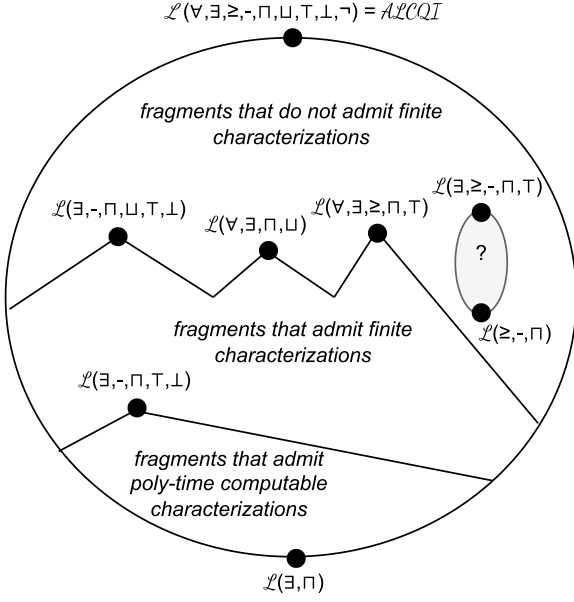 ℒ(∀,∃,≥,-,⊓,⊔,⊤,⊥,¬) = 𝒜ℒ𝒞𝒬ℐ
fragments that do not admit finite
characterizations
ℒ(∃,≥,-,⊓,⊤)
ℒ(∃,-,⊓,⊔,⊤,⊥)
ℒ(∀,∃,⊓,⊔)
ℒ(∀,∃,≥,⊓,⊤)
?
fragments that admit finite
characterizations
ℒ(≥,-,⊓)
ℒ(∃,-,⊓,⊤,⊥)
fragments that admit
poly-time computable
characterizations
ℒ(∃,⊓)